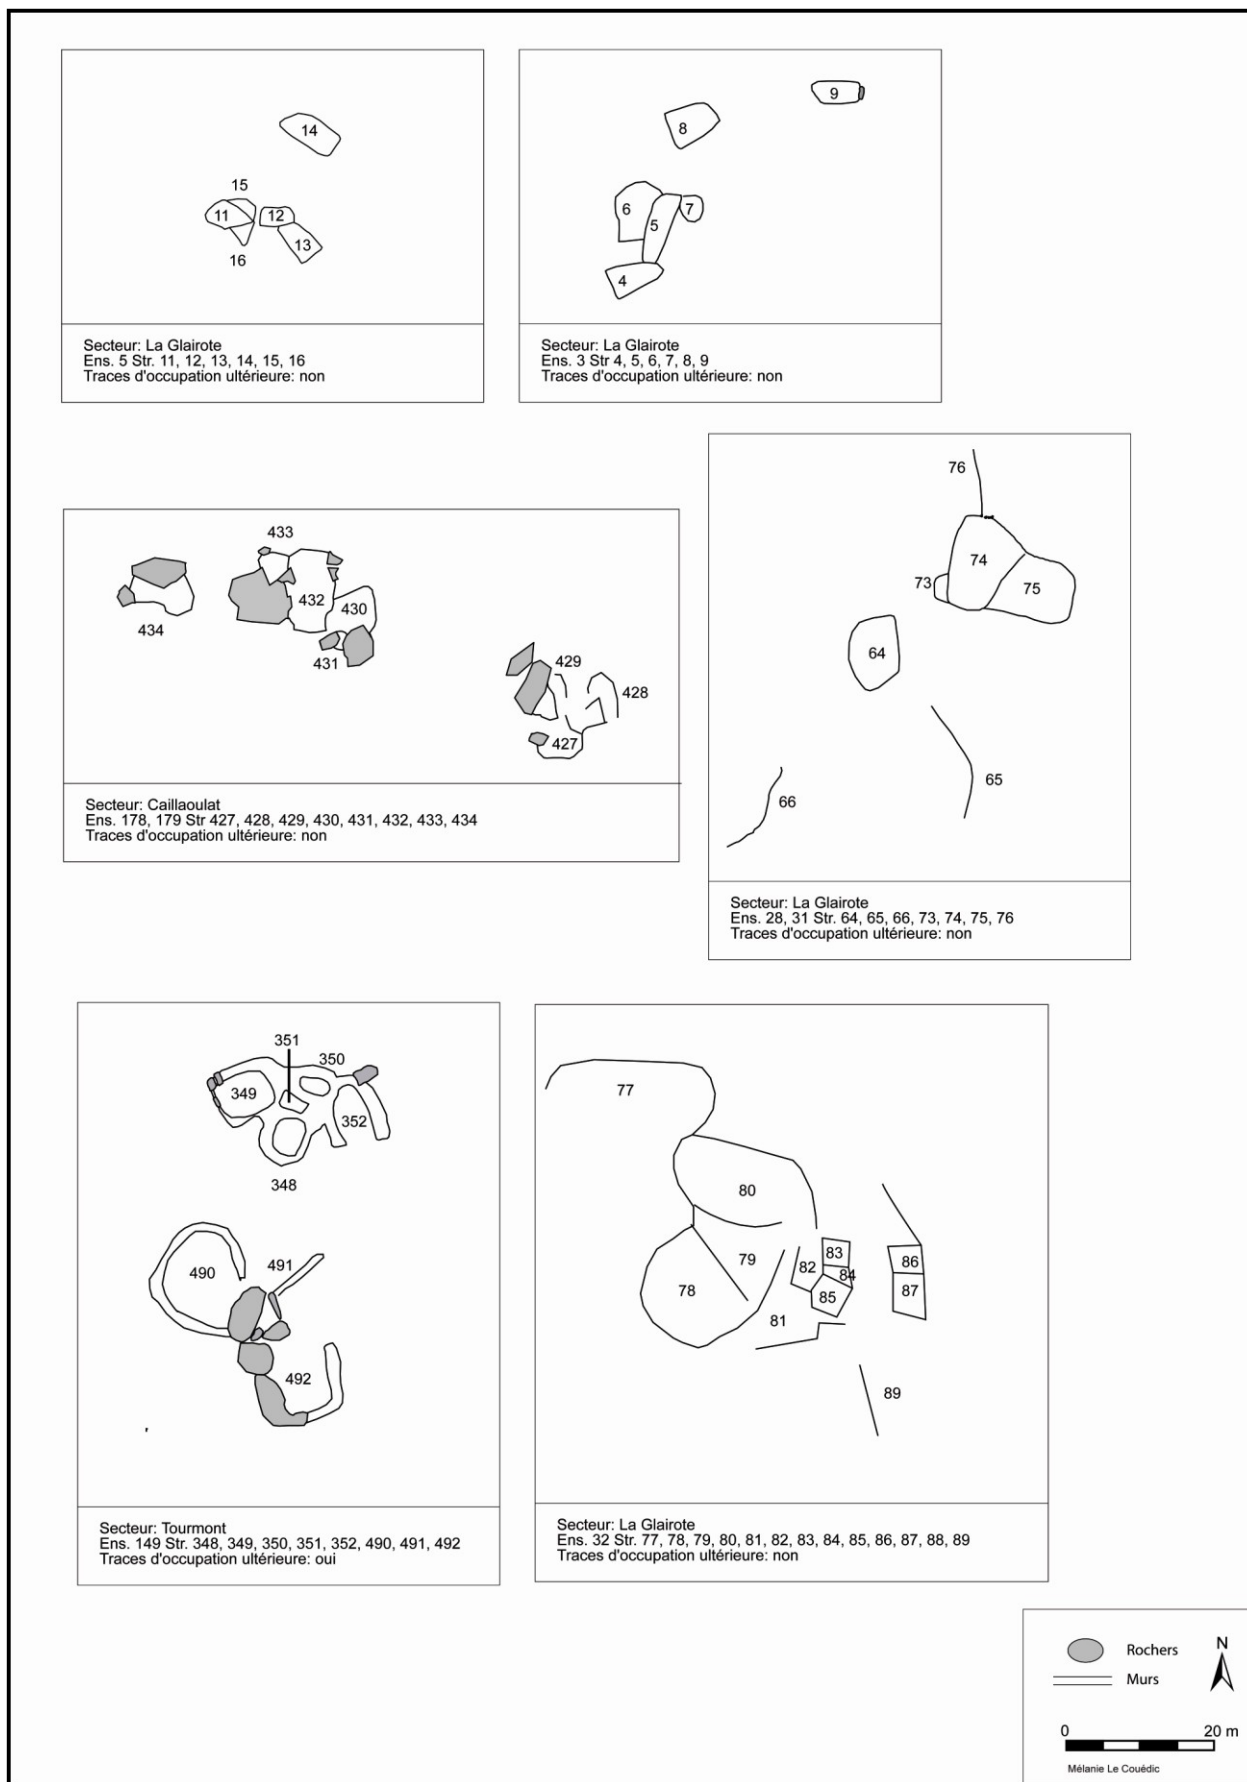 14
15
11
12
13
16
Secteur: La Glairote
Ens. 5 Str. 11, 12, 13, 14, 15, 16
Traces d'occupation ultérieure: non
9
8
6
7
5
4
Secteur: La Glairote
Ens. 3 Str 4, 5, 6, 7, 8, 9
Traces d'occupation ultérieure: non
433
432
430
434
431
429
428
427
Secteur: Caillaoulat
Ens. 178, 179 Str 427, 428, 429, 430, 431, 432, 433, 434
Traces d'occupation ultérieure: non
76
74
73
75
64
65
66
Secteur: La Glairote
Ens. 28, 31 Str. 64, 65, 66, 73, 74, 75, 76
Traces d'occupation ultérieure: non
351
350
349
352
348
491
490
492
Secteur: Tourmont
Ens. 149 Str. 348, 349, 350, 351, 352, 490, 491, 492
Traces d'occupation ultérieure: oui
77
80
79
83
86
82
84
78
87
85
81
89
Secteur: La Glairote
Ens. 32 Str. 77, 78, 79, 80, 81, 82, 83, 84, 85, 86, 87, 88, 89
Traces d'occupation ultérieure: non
Rochers
Murs
N
0 20 m
Mélanie Le Couédic